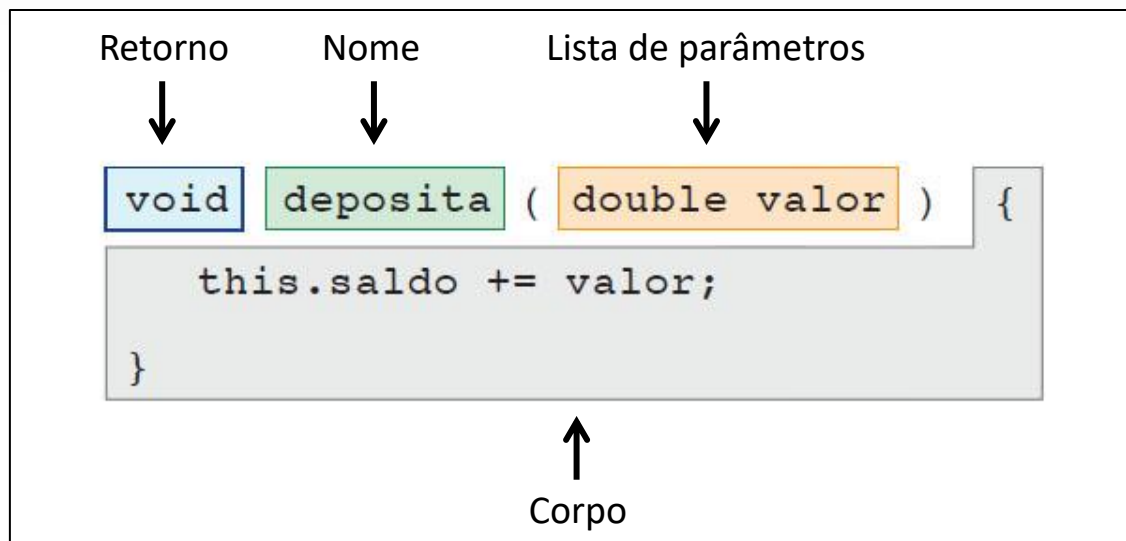 Retorno Nome Lista de parâmetros
void deposita ( double valor ) {
this.saldo += valor;
}
Corpo